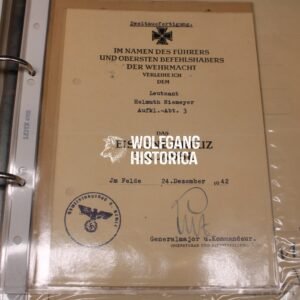 Zweitausfertigung.
IM NAMEN DES FÜHRERS
UND OBERSTEN BEFEHLSHABERS
DER WEHRMACHT
VERLEIHE ICH
DEM
Leutnant
Helmuth Niemeyer
Aufkl.-Abt. 3
DAS
WOLFGANG
HISTORICA
Im Felde 24.Dezember 1942
Generalmajor u.Kommandeur.